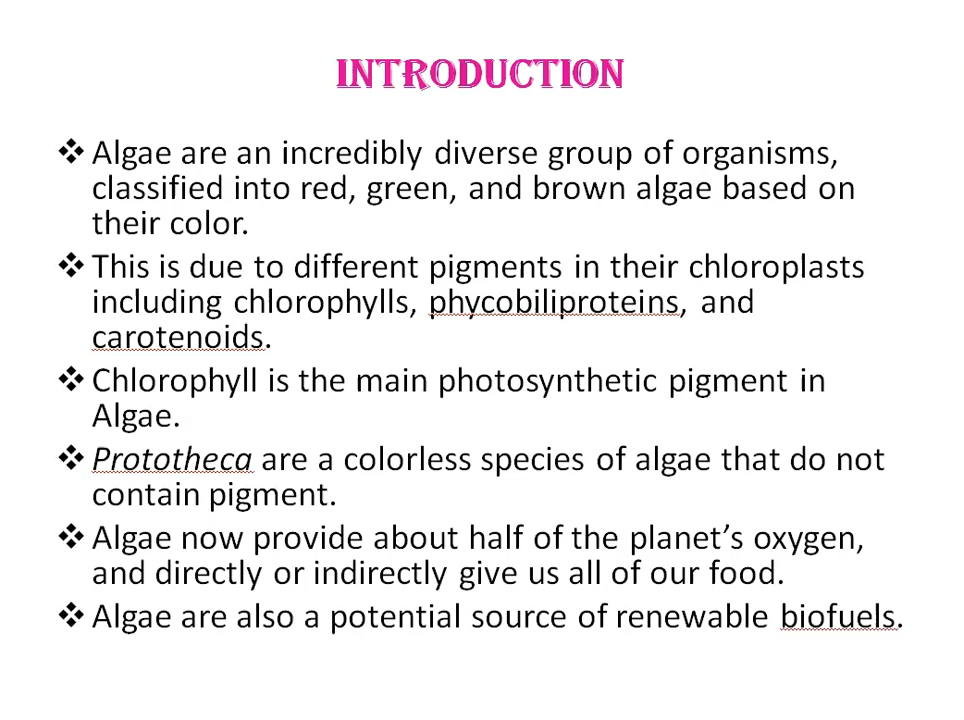 INTRODUCTION
❖ Algae are an incredibly diverse group of organisms,
classified into red, green, and brown algae based on
their color.
❖ This is due to different pigments in their chloroplasts
including chlorophylls, phycobiliproteins, and
carotenoids.
❖ Chlorophyll is the main photosynthetic pigment in
Algae.
❖ Prototheca are a colorless species of algae that do not
contain pigment.
❖ Algae now provide about half of the planet’s oxygen,
and directly or indirectly give us all of our food.
❖ Algae are also a potential source of renewable biofuels.